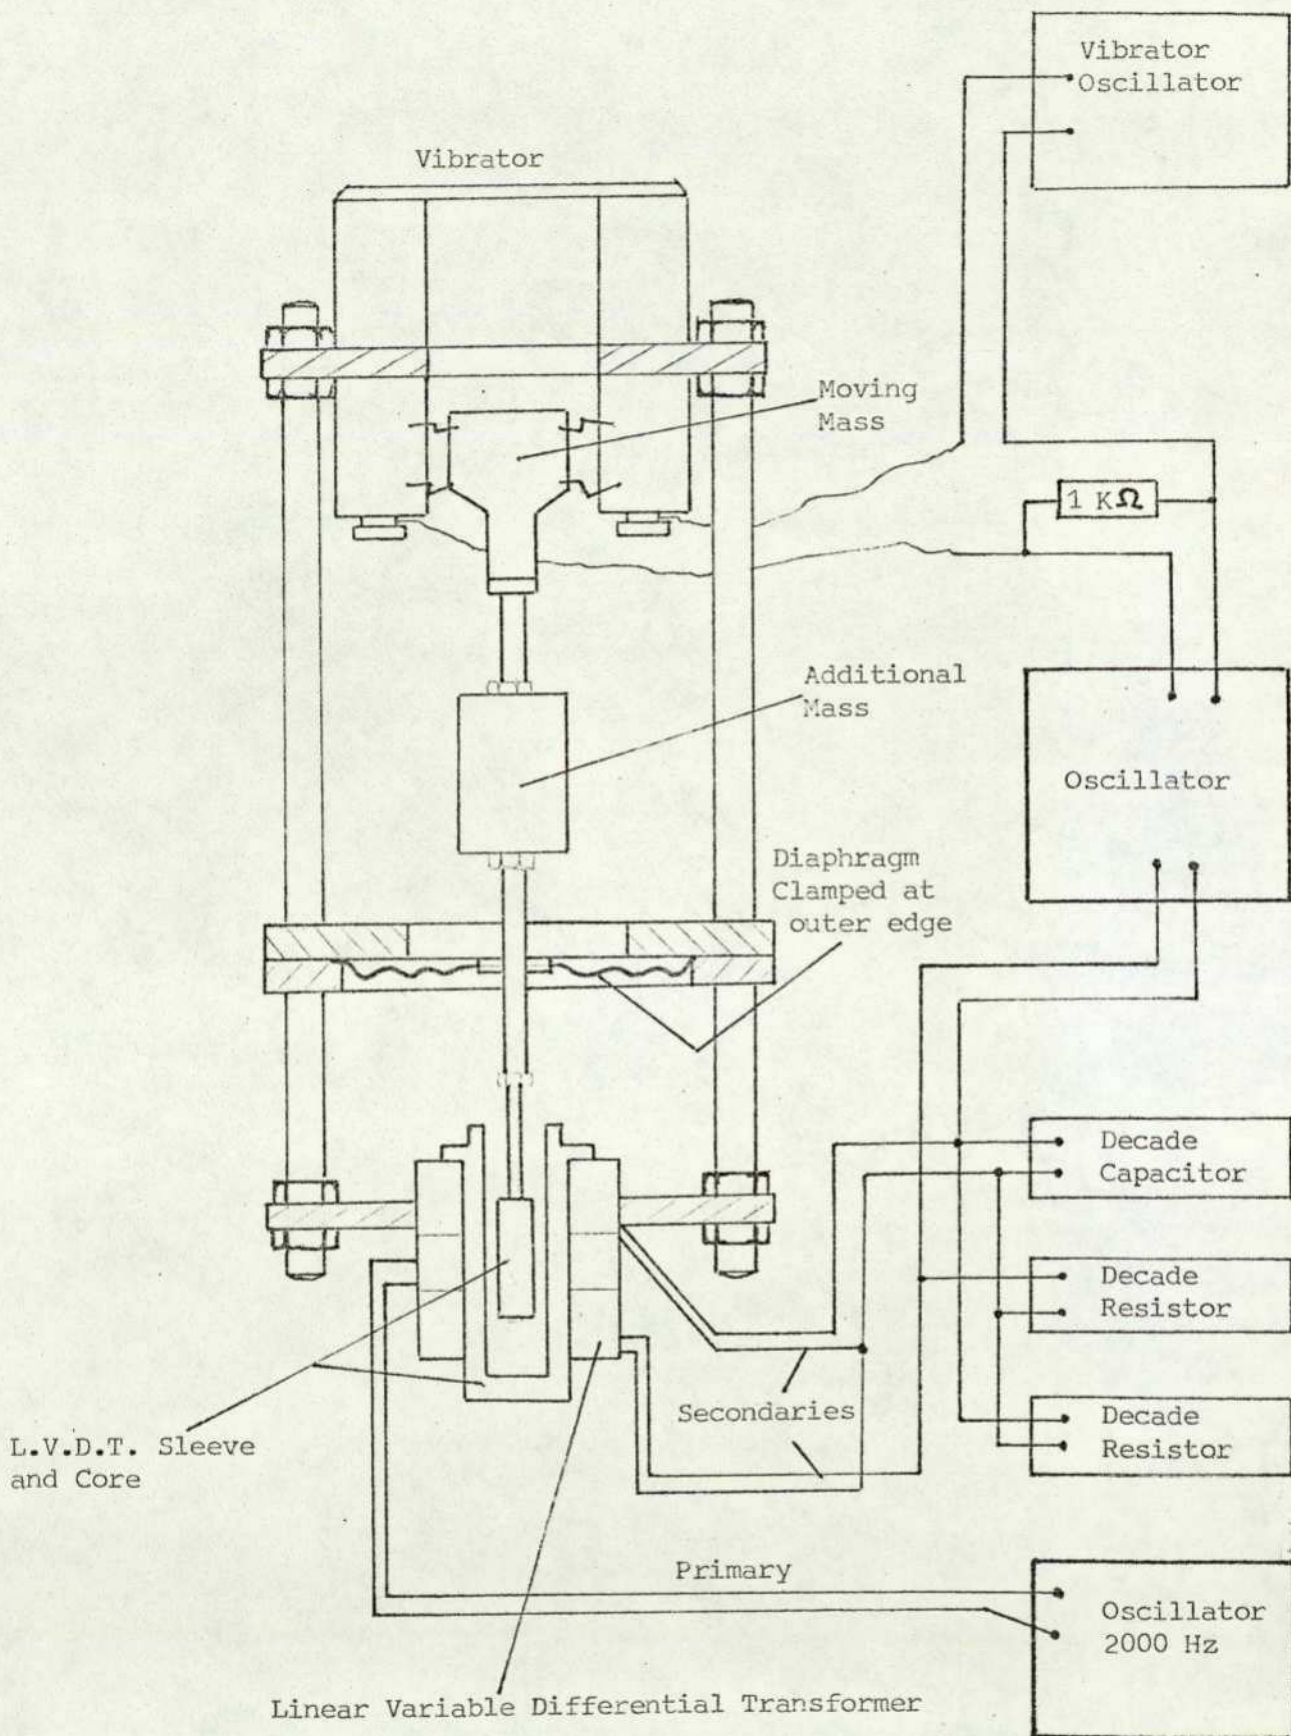 Vibrator
Oscillator
Vibrator
Moving
Mass
1 KΩ
Additional
Mass
Oscillator
Diaphragm
Clamped at
outer edge
Decade
Capacitor
Decade
Resistor
Secondaries
Decade
Resistor
L.V.D.T. Sleeve
and Core
Primary
Oscillator
2000 Hz
Linear Variable Differential Transformer